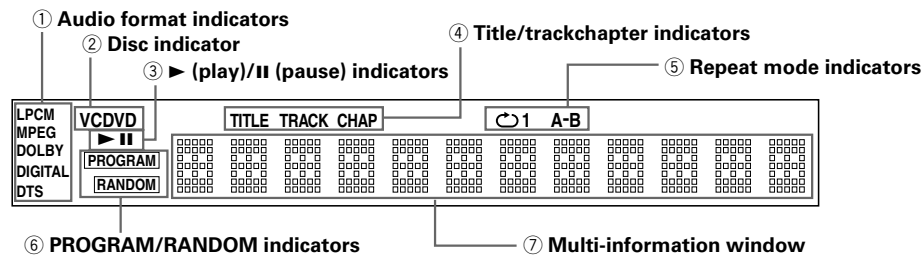 ① Audio format indicators
② Disc indicator
③ ► (play)/II (pause) indicators
④ Title/trackchapter indicators
⑤ Repeat mode indicators
LPCM
MPEG
DOLBY
DIGITAL
DTS
VCDVD
► II
PROGRAM
RANDOM
TITLE TRACK CHAP
1 A-B
⑥ PROGRAM/RANDOM indicators
⑦ Multi-information window